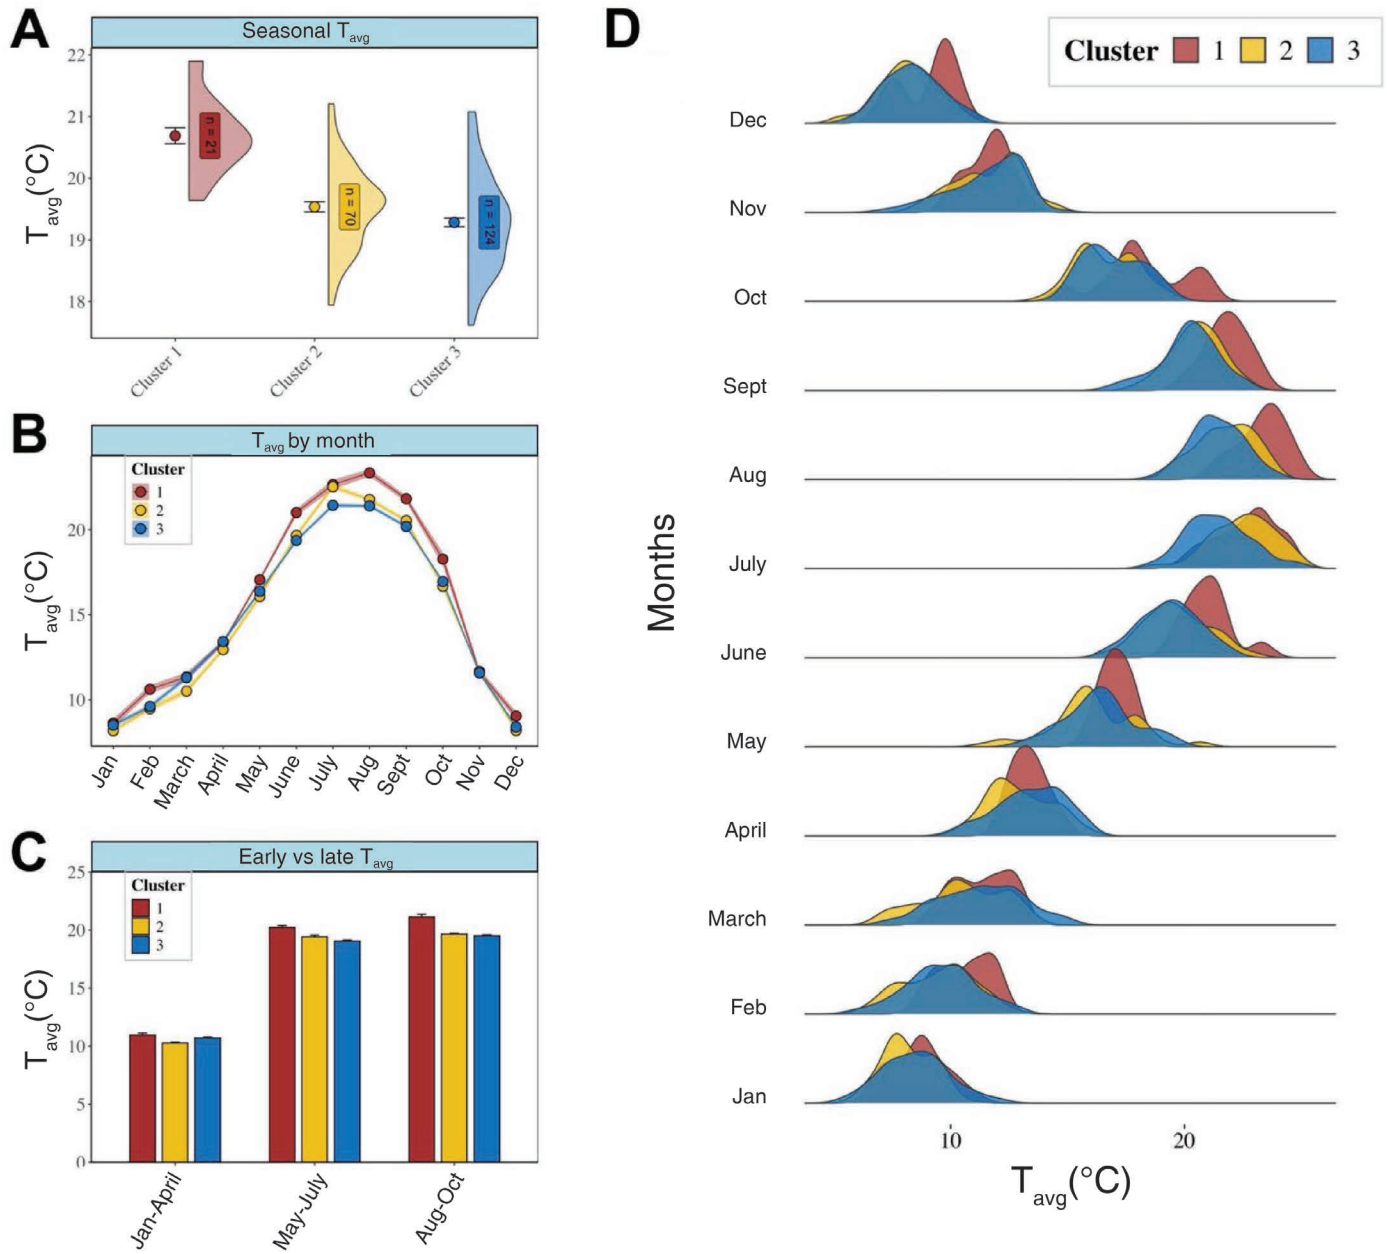 A
Seasonal Tavg
Tavg(°C)
22
21
20
19
18
n = 21
n = 70
n = 124
Cluster 1
Cluster 2
Cluster 3
B
Tavg by month
Tavg(°C)
Cluster
1
2
3
20
15
10
Jan
Feb
March
April
May
June
July
Aug
Sept
Oct
Nov
Dec
C
Early vs late Tavg
Tavg(°C)
Cluster
1
2
3
25
20
15
10
5
0
Jan-April
May-July
Aug-Oct
D
Cluster 1 2 3
Months
Dec
Nov
Oct
Sept
Aug
July
June
May
April
March
Feb
Jan
10 20
Tavg(°C)